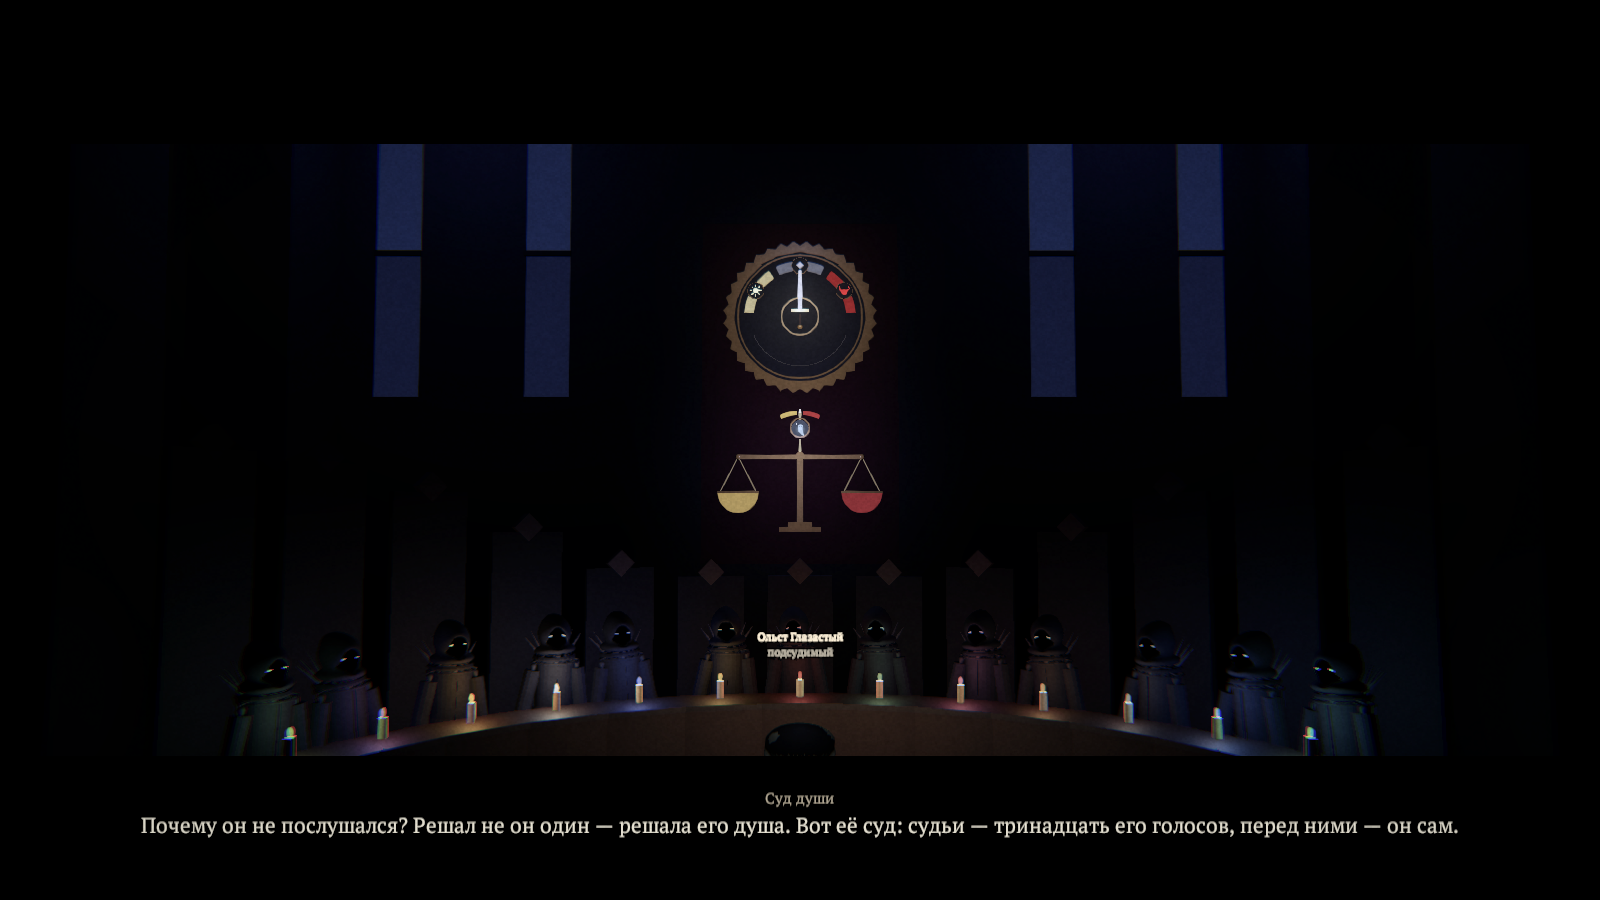 Ольст Глазастый
подсудимый
Суд души
Почему он не послушался? Решал не он один — решала его душа. Вот её суд: судьи — тринадцать его голосов, перед ними — он сам.